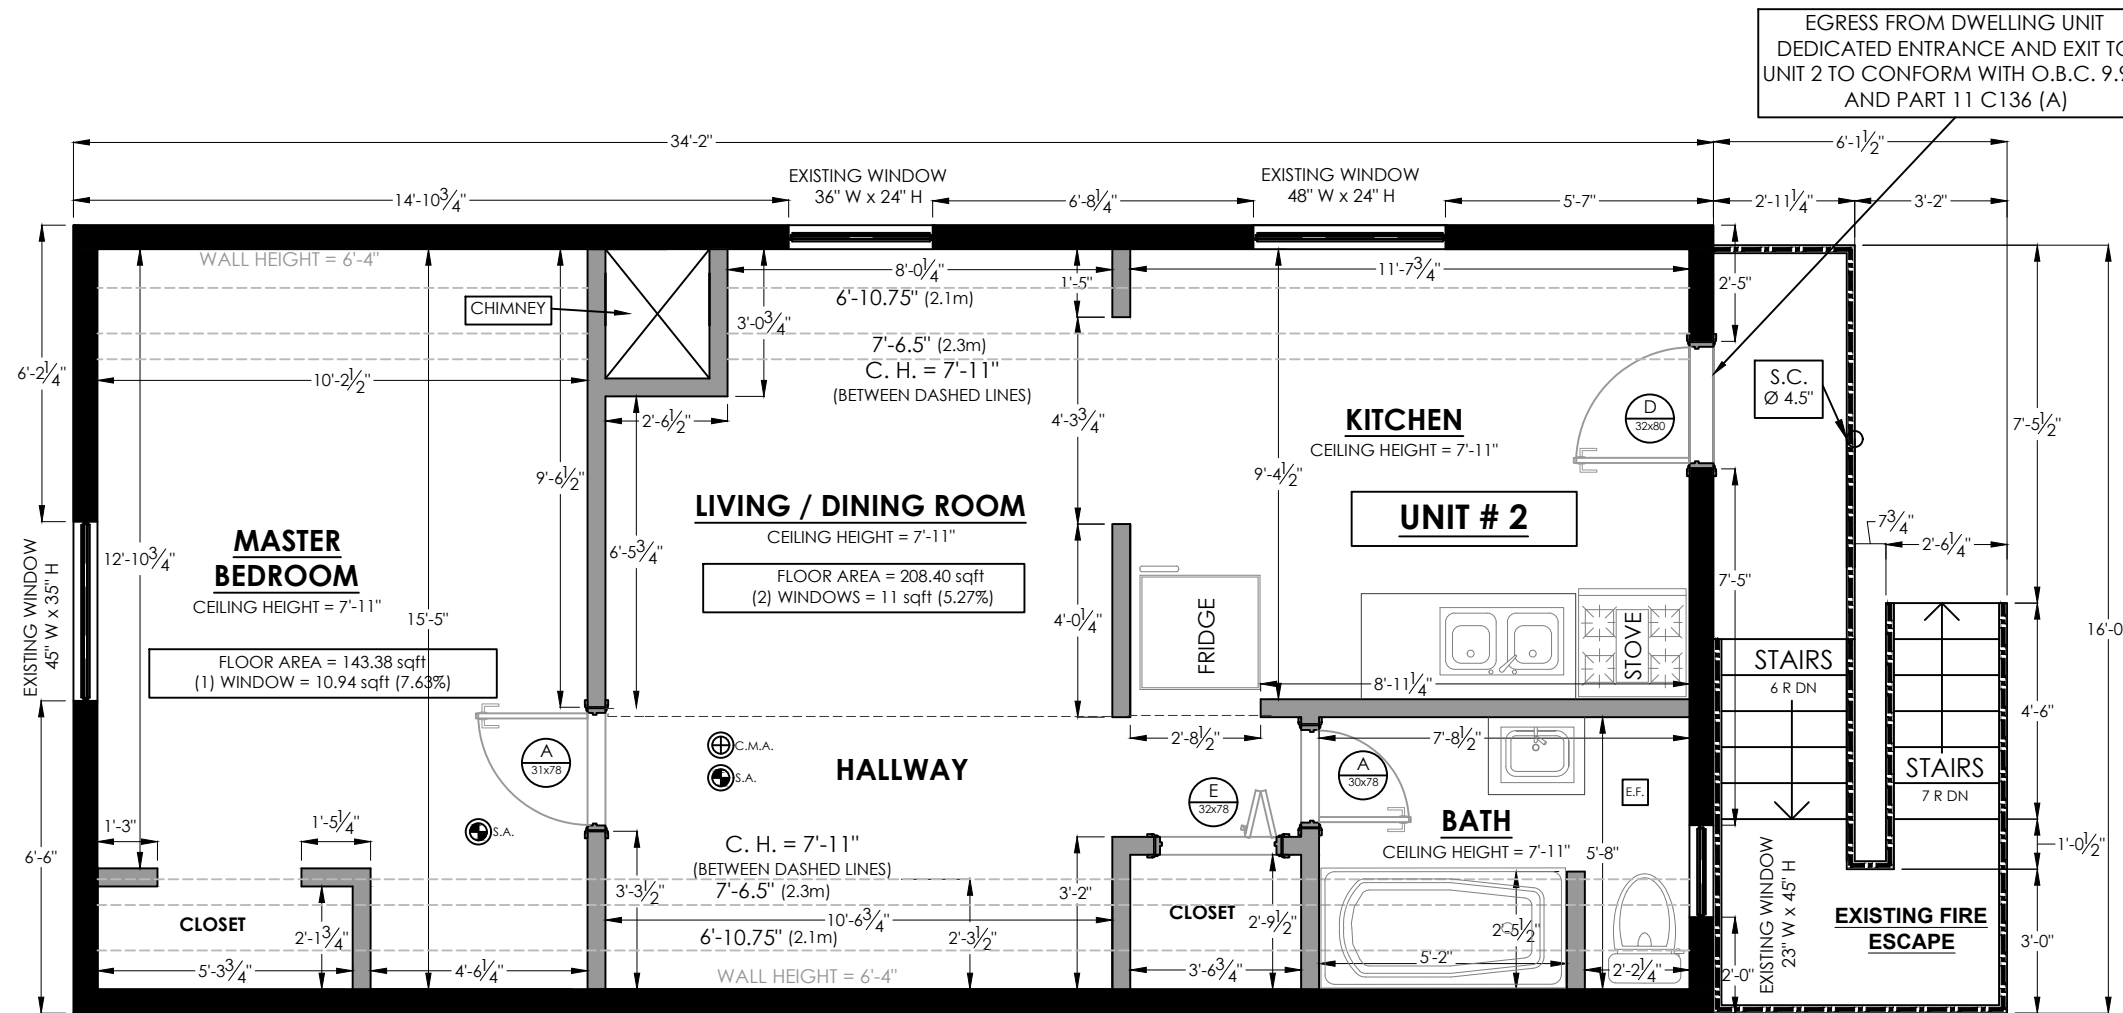 EGRESS FROM DWELLING UNIT
DEDICATED ENTRANCE AND EXIT TO
UNIT 2 TO CONFORM WITH O.B.C. 9.9
AND PART 11 C136 (A)
34'-2"
6'-1½"
EXISTING WINDOW
36" W x 24" H
EXISTING WINDOW
48" W x 24" H
14'-10¾"
6'-8¼"
5'-7"
2'-11¼"
3'-2"
WALL HEIGHT = 6'-4"
8'-0¼"
1'-5"
11'-7¾"
2'-5"
6'-10.75" (2.1m)
CHIMNEY
3'-0¾"
7'-6.5" (2.3m)
C. H. = 7'-11"
(BETWEEN DASHED LINES)
6'-2¼"
10'-2½"
2'-6½"
4'-3¾"
KITCHEN
CEILING HEIGHT = 7'-11"
D
32x80
S.C.
Ø 4.5"
7'-5½"
9'-6½"
9'-4½"
LIVING / DINING ROOM
CEILING HEIGHT = 7'-11"
UNIT # 2
7¾"
2'-6¼"
EXISTING WINDOW
45" W x 35" H
12'-10¾"
MASTER
BEDROOM
CEILING HEIGHT = 7'-11"
6'-5¾"
FLOOR AREA = 208.40 sqft
(2) WINDOWS = 11 sqft (5.27%)
7'-5"
15'-5"
4'-0¼"
FRIDGE
STOVE
16'-0
FLOOR AREA = 143.38 sqft
(1) WINDOW = 10.94 sqft (7.63%)
8'-11¼"
STAIRS
6 R DN
4'-6"
2'-8½"
7'-8½"
A
31x78
C.M.A.
S.A.
HALLWAY
A
30x78
E
32x78
E.F.
STAIRS
7 R DN
1'-3"
1'-5¼"
S.A.
BATH
CEILING HEIGHT = 7'-11"
5'-8"
6'-6"
C. H. = 7'-11"
(BETWEEN DASHED LINES)
7'-6.5" (2.3m)
1'-0½"
3'-3½"
3'-2"
CLOSET
2'-1¾"
10'-6¾"
6'-10.75" (2.1m)
2'-3½"
CLOSET
2'-9½"
2'-5½"
EXISTING WINDOW
23" W x 45" H
EXISTING FIRE
ESCAPE
3'-0"
5'-3¾"
4'-6¼"
WALL HEIGHT = 6'-4"
3'-6¾"
5'-2"
2'-2¼"
2'-0"